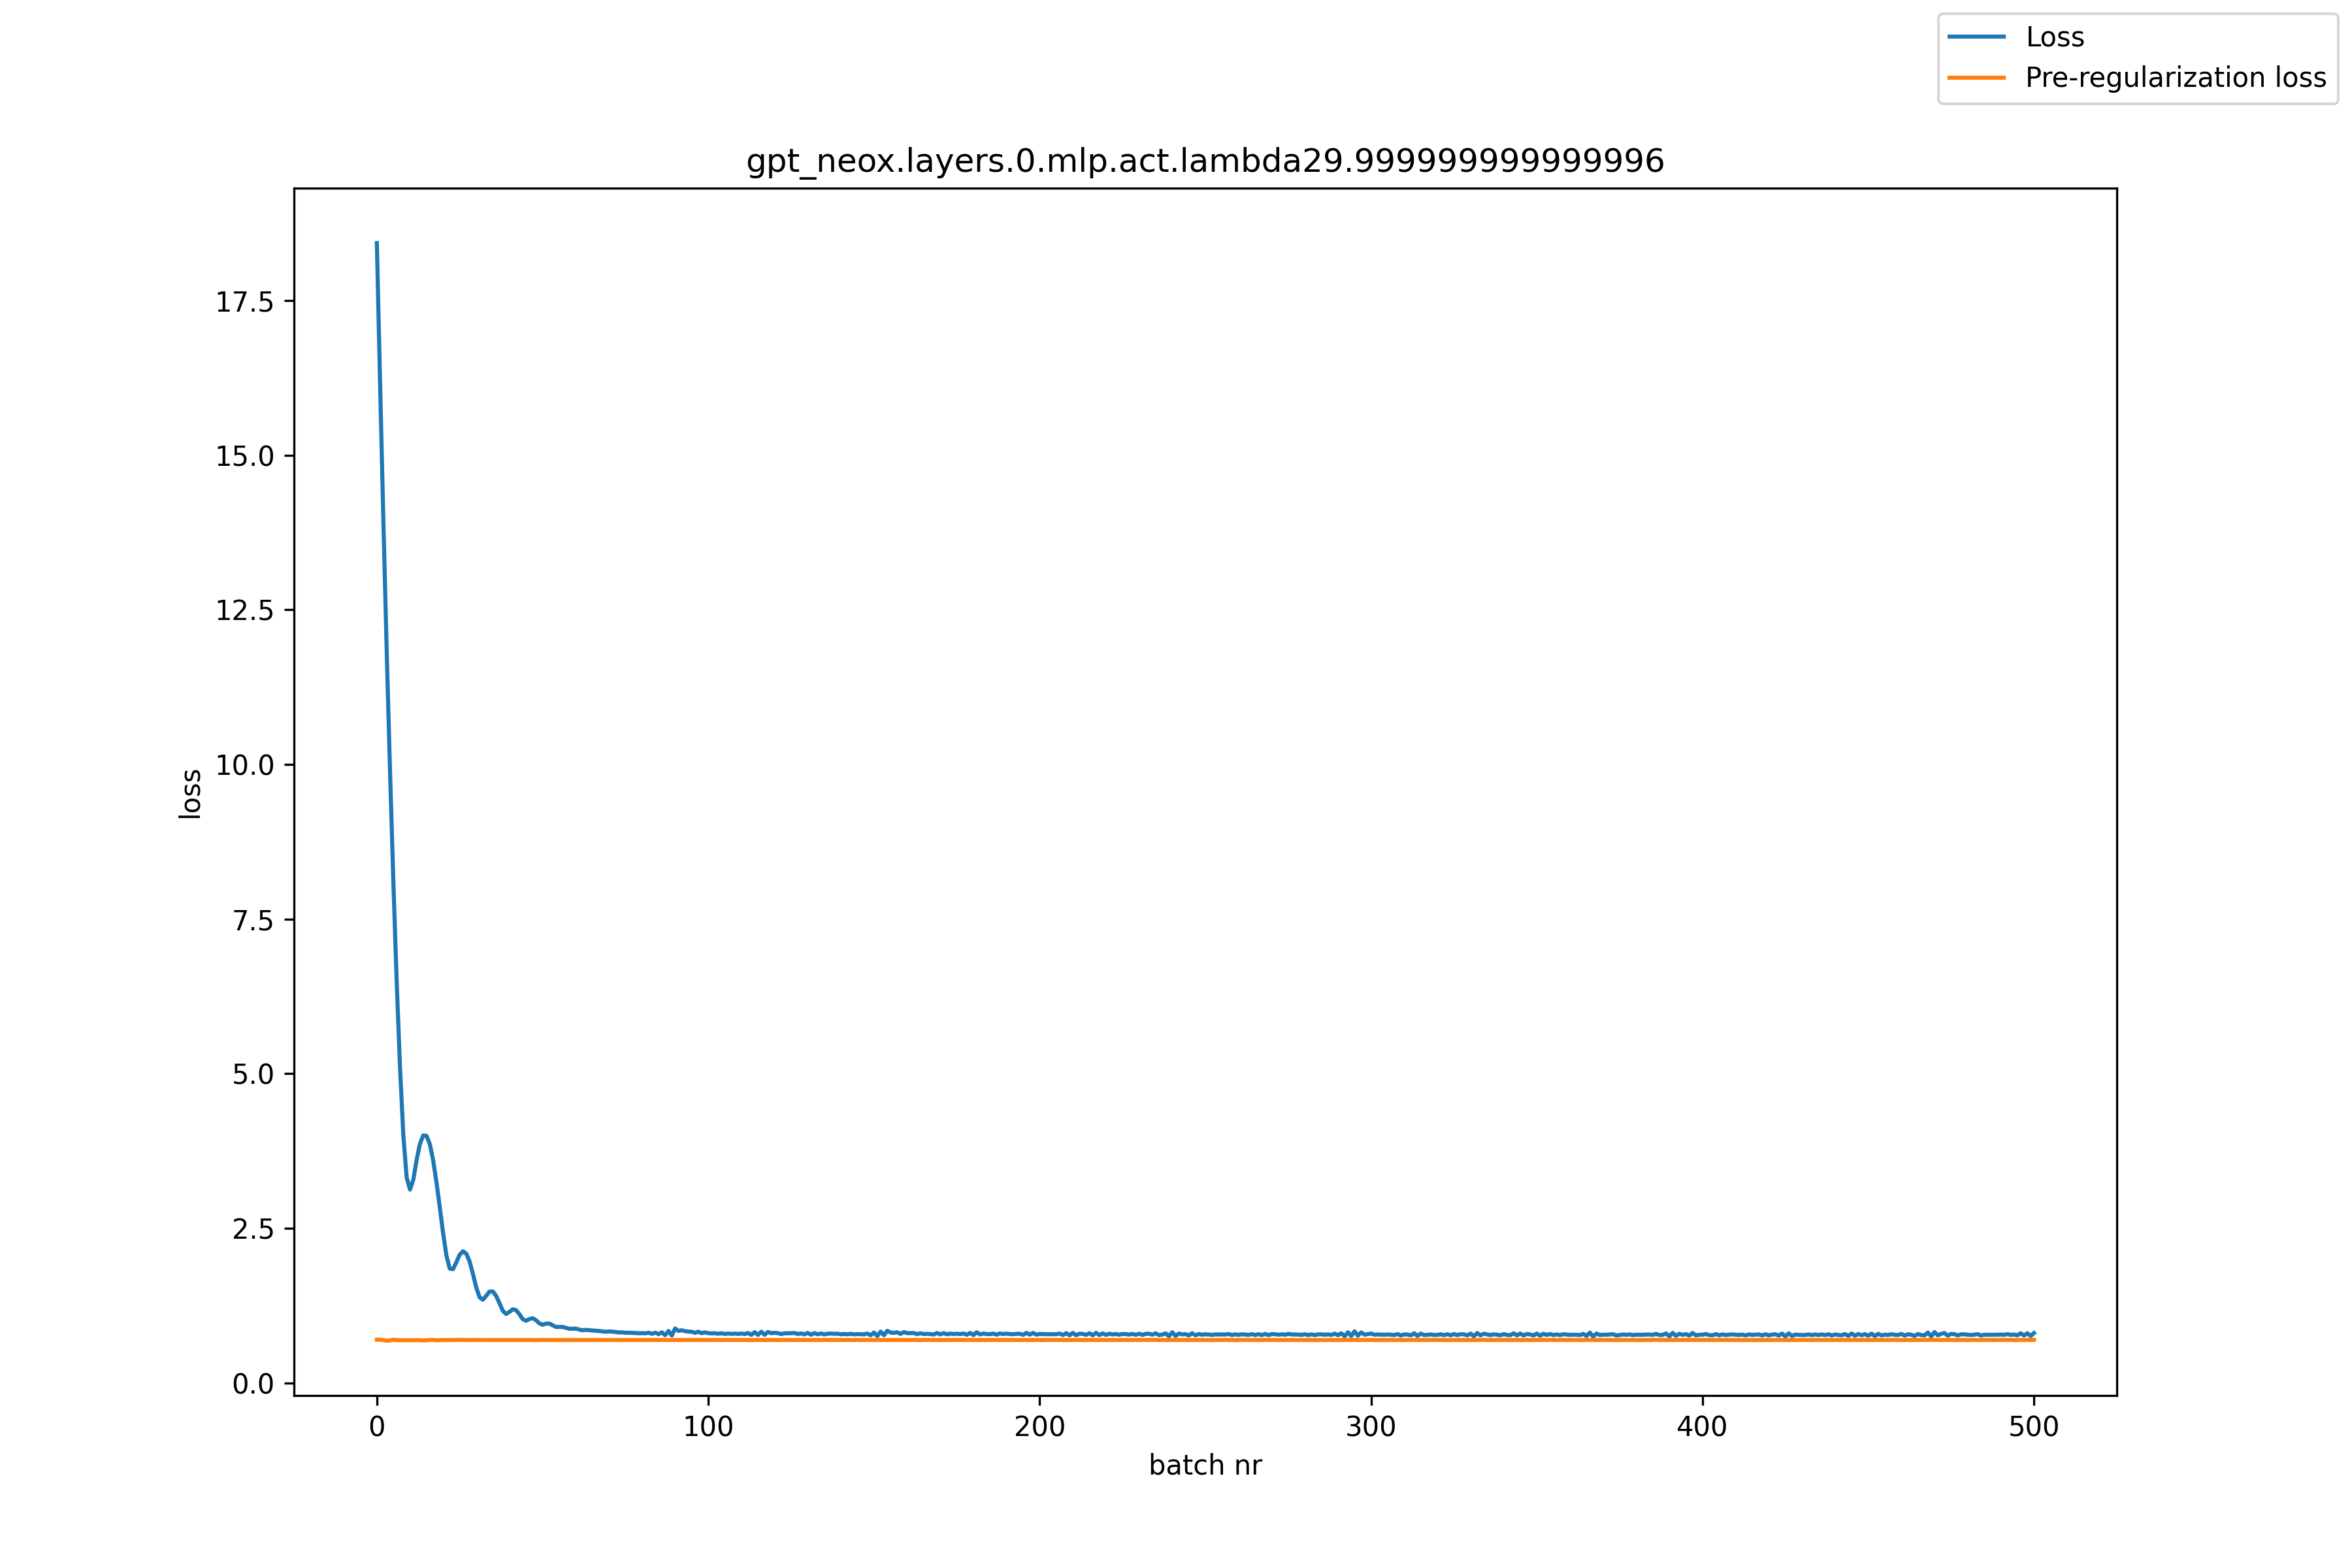 Loss
Pre-regularization loss
gpt_neox.layers.0.mlp.act.lambda29.999999999999996
17.5
15.0
12.5
10.0
7.5
5.0
2.5
0.0
loss
0 100 200 300 400 500
batch nr